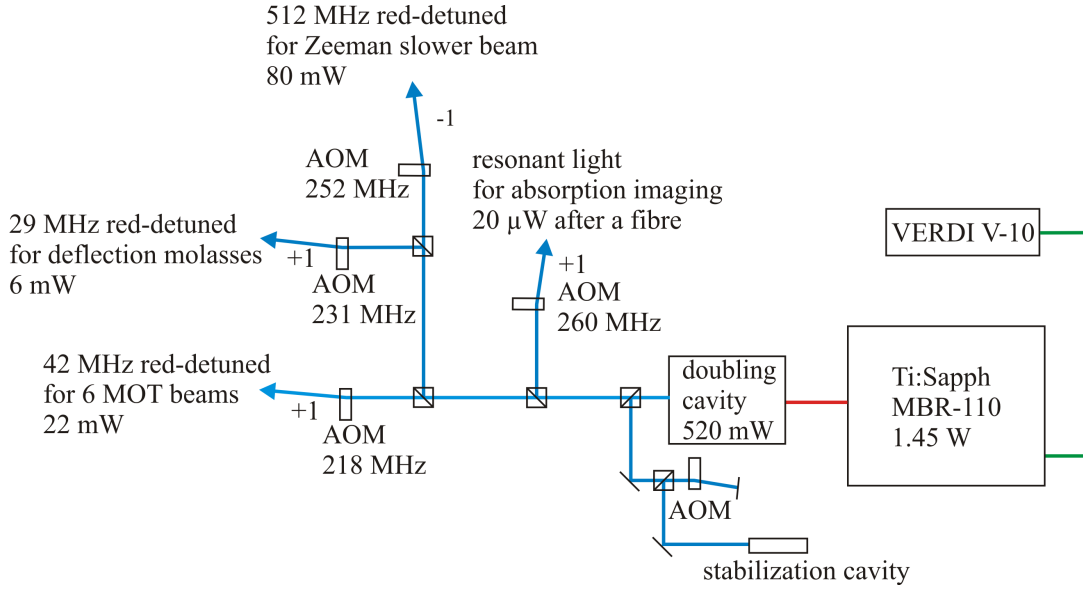 512 MHz red-detuned
for Zeeman slower beam
80 mW
-1
AOM
252 MHz
resonant light
for absorption imaging
20 µW after a fibre
29 MHz red-detuned
for deflection molasses
6 mW
+1
AOM
231 MHz
+1
AOM
260 MHz
VERDI V-10
42 MHz red-detuned
for 6 MOT beams
22 mW
+1
AOM
218 MHz
doubling
cavity
520 mW
Ti:Sapph
MBR-110
1.45 W
AOM
stabilization cavity